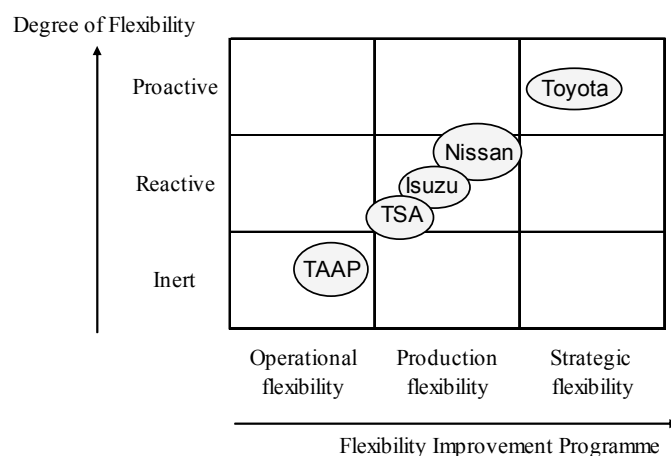 Degree of Flexibility
Proactive
Toyota
Nissan
Reactive
Isuzu
TSA
TAAP
Inert
Operational
flexibility
Production
flexibility
Strategic
flexibility
Flexibility Improvement Programme